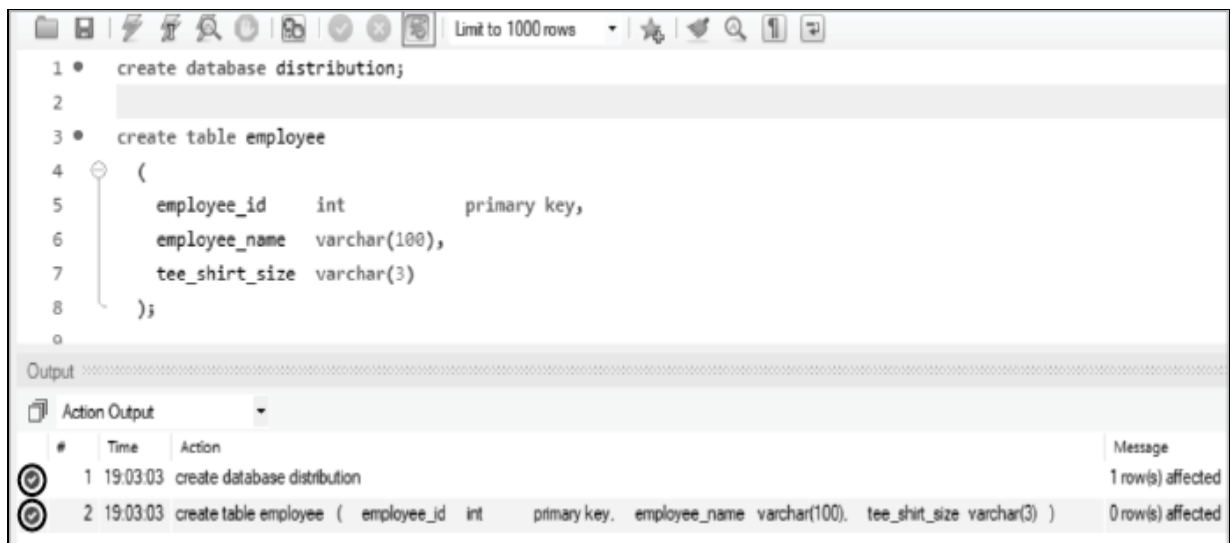 Limit to 1000 rows
1 create database distribution;
2
3 create table employee
4 (
5 employee_id int primary key,
6 employee_name varchar(100),
7 tee_shirt_size varchar(3)
8 );
9
Output
Action Output
# Time Action Message
1 19:03:03 create database distribution 1 row(s) affected
2 19:03:03 create table employee ( employee_id int primary key, employee_name varchar(100), tee_shirt_size varchar(3) ) 0 row(s) affected